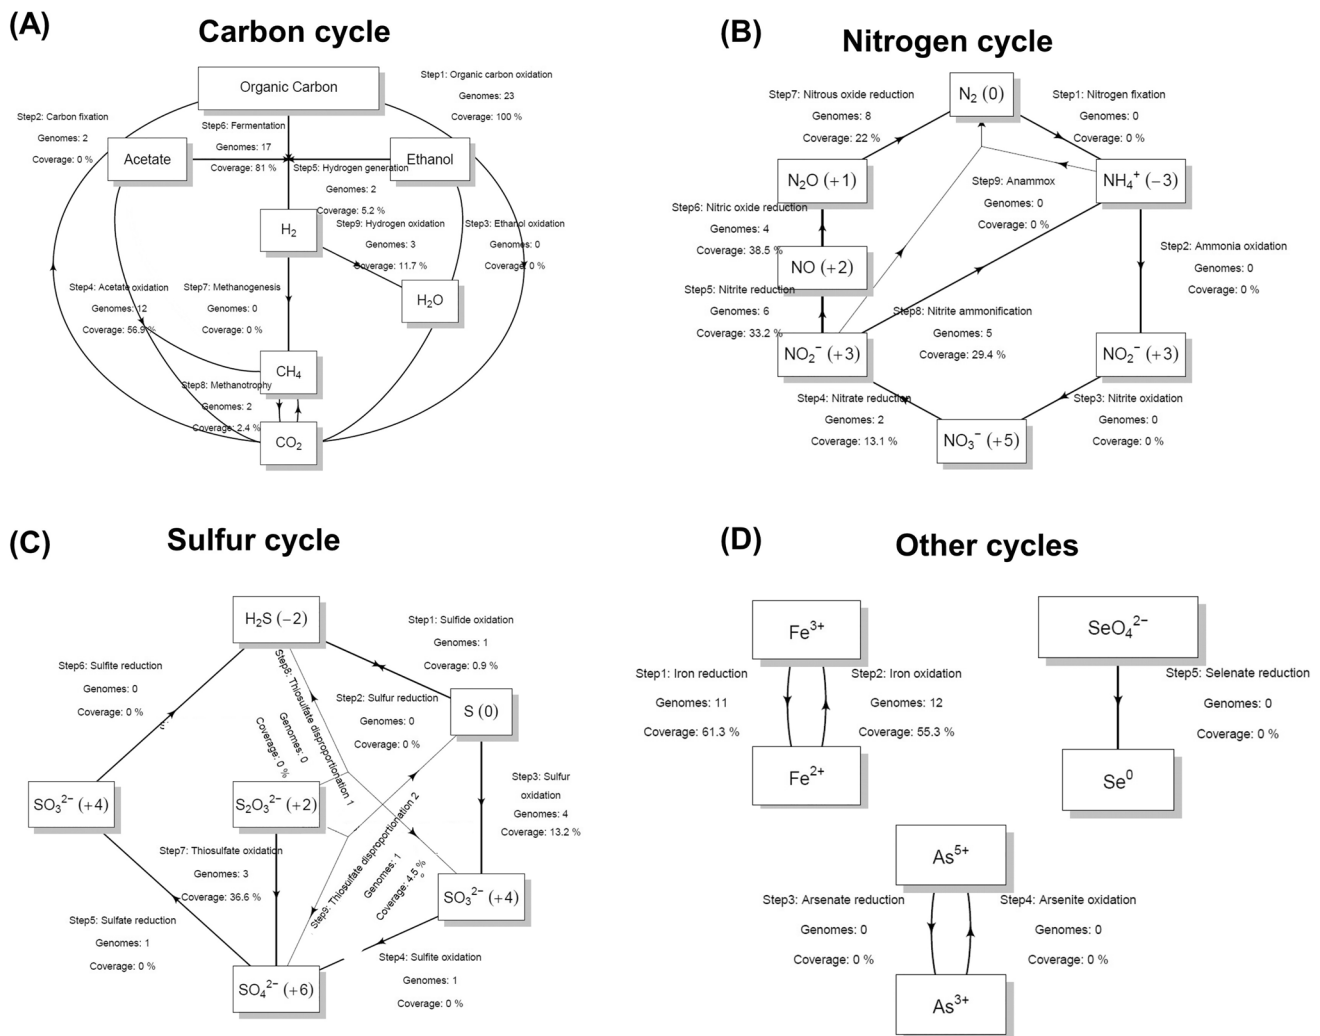 (A)
Carbon cycle
Organic Carbon
Step1: Organic carbon oxidation
Genomes: 23
Coverage: 100 %
Step2: Carbon fixation
Genomes: 2
Coverage: 0 %
Step6: Fermentation
Genomes: 17
Coverage: 81 %
Acetate
Ethanol
Step5: Hydrogen generation
Genomes: 2
Coverage: 5.2 %
H₂
Step9: Hydrogen oxidation
Genomes: 3
Coverage: 11.7 %
Step3: Ethanol oxidation
Genomes: 0
Coverage: 0 %
Step4: Acetate oxidation
Genomes: 12
Coverage: 56.9 %
Step7: Methanogenesis
Genomes: 0
Coverage: 0 %
H₂O
CH₄
Step8: Methanotrophy
Genomes: 2
Coverage: 2.4 %
CO₂
(B)
Nitrogen cycle
N₂ (0)
Step7: Nitrous oxide reduction
Genomes: 8
Coverage: 22 %
Step1: Nitrogen fixation
Genomes: 0
Coverage: 0 %
N₂O (+1)
NH₄⁺ (−3)
Step9: Anammox
Genomes: 0
Coverage: 0 %
Step6: Nitric oxide reduction
Genomes: 4
Coverage: 38.5 %
Step2: Ammonia oxidation
Genomes: 0
Coverage: 0 %
NO (+2)
Step5: Nitrite reduction
Genomes: 6
Coverage: 33.2 %
Step8: Nitrite ammonification
Genomes: 5
Coverage: 29.4 %
NO₂⁻ (+3)
NO₂⁻ (+3)
Step4: Nitrate reduction
Genomes: 2
Coverage: 13.1 %
Step3: Nitrite oxidation
Genomes: 0
Coverage: 0 %
NO₃⁻ (+5)
(C)
Sulfur cycle
H₂S (−2)
Step1: Sulfide oxidation
Genomes: 1
Coverage: 0.9 %
Step6: Sulfite reduction
Genomes: 0
Coverage: 0 %
Step8: Thiosulfate disproportionation 1
Genomes: 0
Coverage: 0 %
Step2: Sulfur reduction
Genomes: 0
Coverage: 0 %
S (0)
Step3: Sulfur
oxidation
Genomes: 4
Coverage: 13.2 %
SO₃²⁻ (+4)
S₂O₃²⁻ (+2)
Step9: Thiosulfate disproportionation 2
Genomes: 1
Coverage: 4.5 %
Step7: Thiosulfate oxidation
Genomes: 3
Coverage: 36.6 %
SO₃²⁻ (+4)
Step5: Sulfate reduction
Genomes: 1
Coverage: 0 %
Step4: Sulfite oxidation
Genomes: 1
Coverage: 0 %
SO₄²⁻ (+6)
(D)
Other cycles
Fe³⁺
Step1: Iron reduction
Genomes: 11
Coverage: 61.3 %
Step2: Iron oxidation
Genomes: 12
Coverage: 55.3 %
Fe²⁺
SeO₄²⁻
Step5: Selenate reduction
Genomes: 0
Coverage: 0 %
Se⁰
As⁵⁺
Step3: Arsenate reduction
Genomes: 0
Coverage: 0 %
Step4: Arsenite oxidation
Genomes: 0
Coverage: 0 %
As³⁺